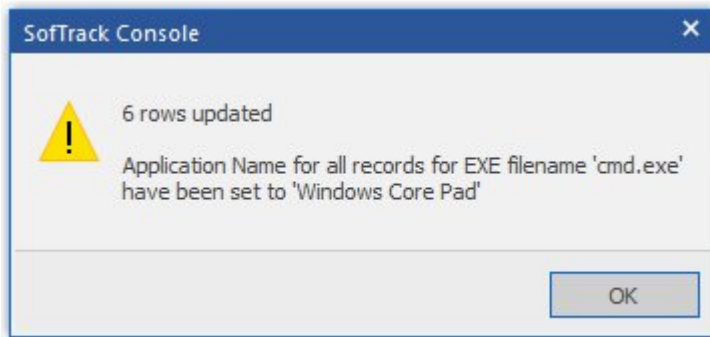 SofTrack Console
6 rows updated
Application Name for all records for EXE filename 'cmd.exe'
have been set to 'Windows Core Pad'
OK